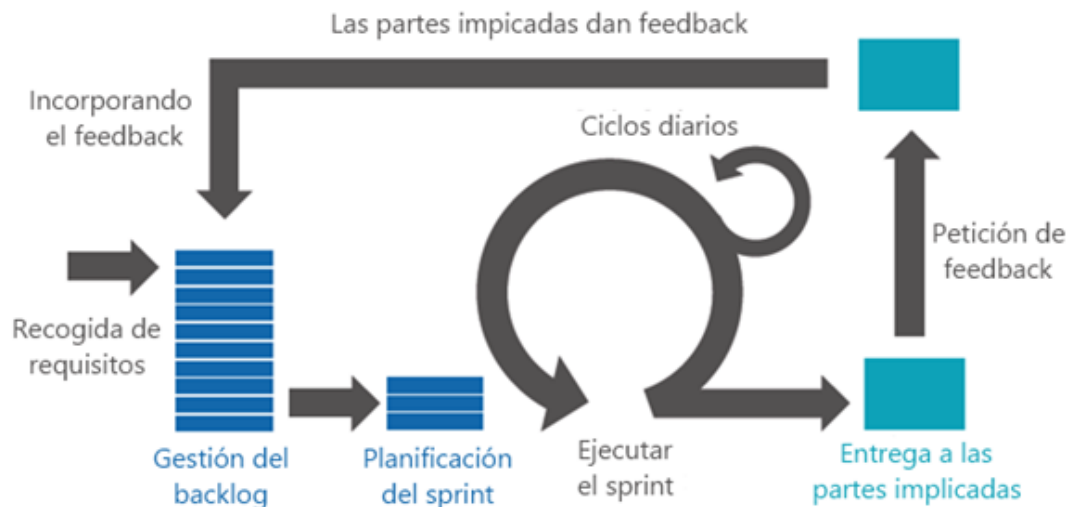 Las partes impicadas dan feedback
Incorporando
el feedback
Ciclos diarios
Petición de
feedback
Recogida de
requisitos
Gestión del
backlog
Planificación
del sprint
Ejecutar
el sprint
Entrega a las
partes implicadas